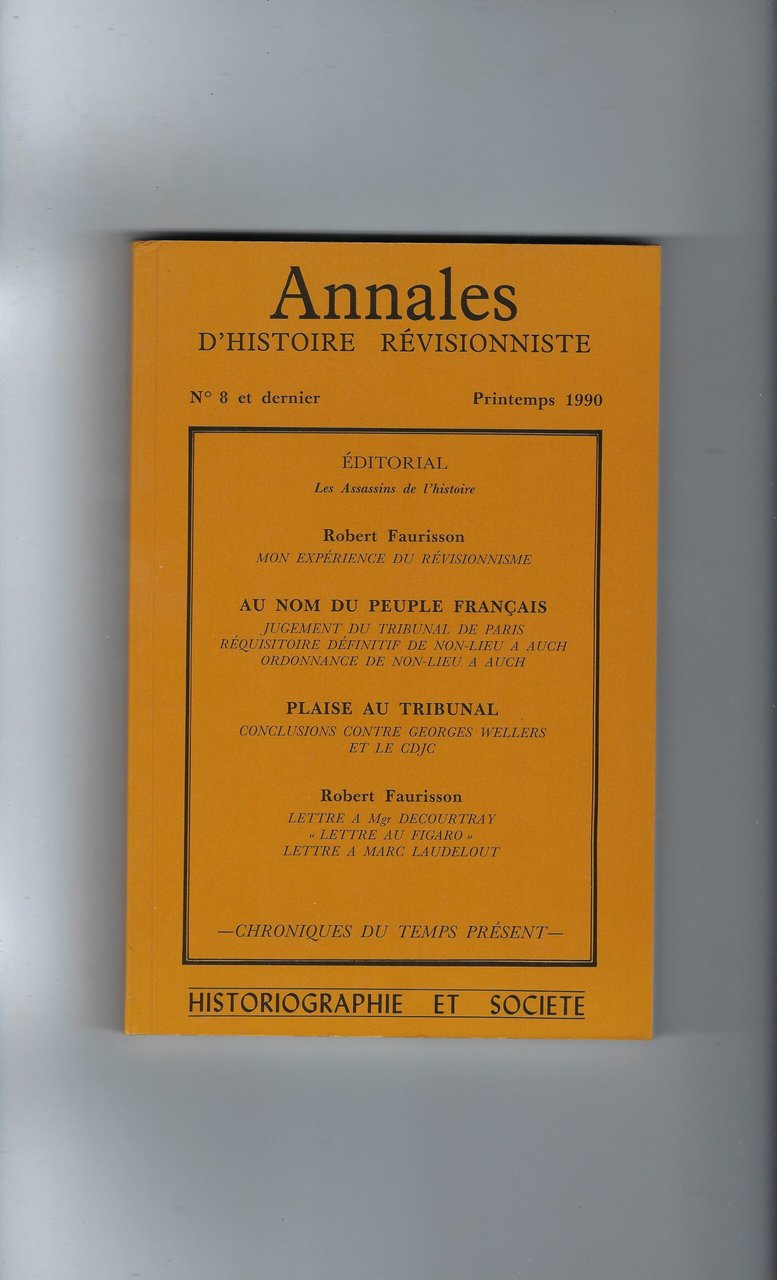 Annales
D'HISTOIRE RÉVISIONNISTE
N° 8 et dernier
Printemps 1990
ÉDITORIAL
Les Assassins de l'histoire
Robert Faurisson
MON EXPÉRIENCE DU RÉVISIONNISME
AU NOM DU PEUPLE FRANÇAIS
JUGEMENT DU TRIBUNAL DE PARIS
RÉQUISITOIRE DÉFINITIF DE NON-LIEU A AUCH
ORDONNANCE DE NON-LIEU A AUCH
PLAISE AU TRIBUNAL
CONCLUSIONS CONTRE GEORGES WELLERS
ET LE CDJC
Robert Faurisson
LETTRE A Mgr DECOURTRAY
« LETTRE AU FIGARO »
LETTRE A MARC LAUDELOUT
—CHRONIQUES DU TEMPS PRÉSENT—
HISTORIOGRAPHIE ET SOCIETE